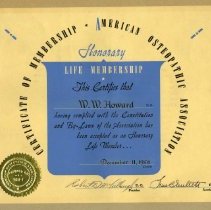 CERTIFICATE OF MEMBERSHIP · AMERICAN OSTEOPATHIC ASSOCIATION
Honorary
LIFE MEMBERSHIP
This Certifies that
W. W. Howard
having complied with the Constitution
and By-Laws of the Association has
been accepted as an Honorary
Life Member
December 11,